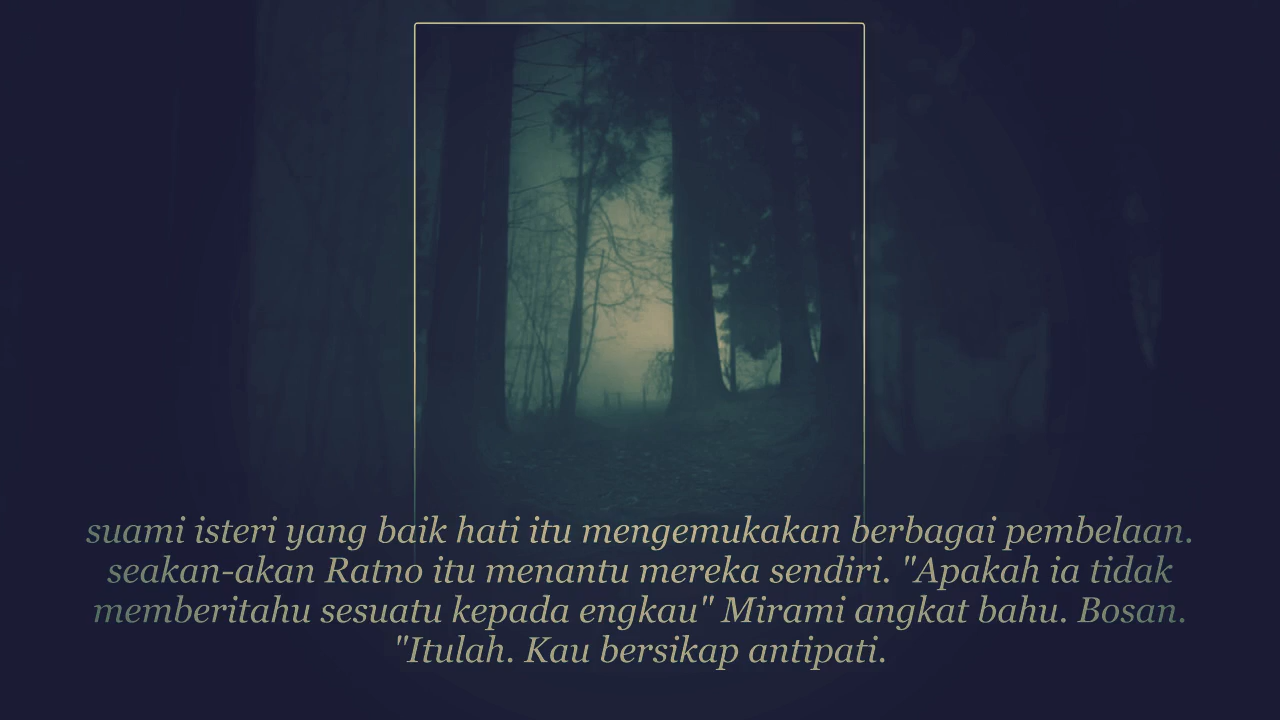 suami isteri yang baik hati itu mengemukakan berbagai pembelaan.
seakan-akan Ratno itu menantu mereka sendiri. "Apakah ia tidak
memberitahu sesuatu kepada engkau" Mirami angkat bahu. Bosan.
"Itulah. Kau bersikap antipati.